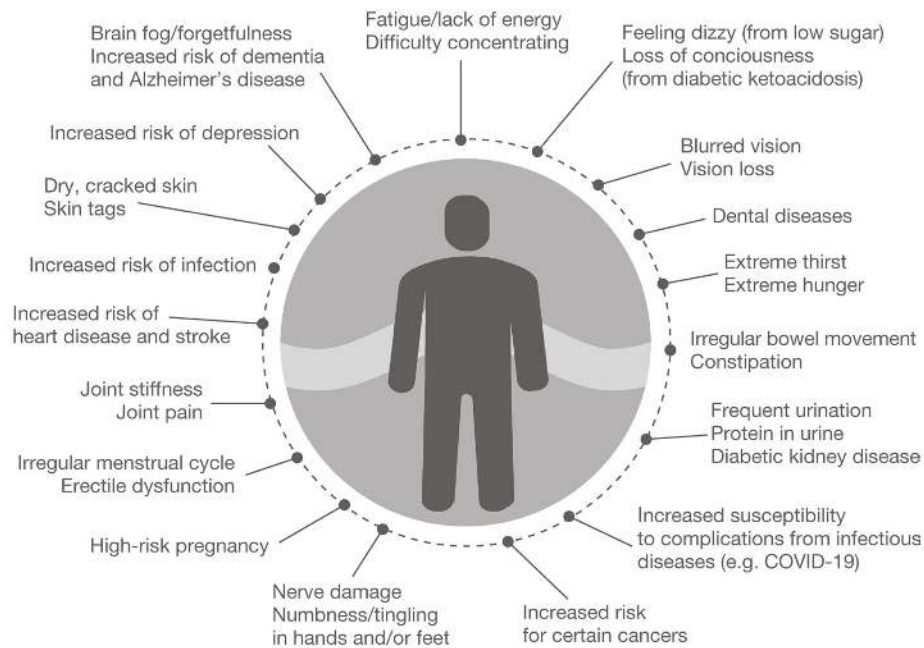 Fatigue/lack of energy
Difficulty concentrating
Feeling dizzy (from low sugar)
Loss of conciousness
(from diabetic ketoacidosis)
Blurred vision
Vision loss
Dental diseases
Extreme thirst
Extreme hunger
Irregular bowel movement
Constipation
Frequent urination
Protein in urine
Diabetic kidney disease
Increased susceptibility
to complications from infectious
diseases (e.g. COVID-19)
Increased risk
for certain cancers
Nerve damage
Numbness/tingling
in hands and/or feet
High-risk pregnancy
Irregular menstrual cycle
Erectile dysfunction
Joint stiffness
Joint pain
Increased risk of
heart disease and stroke
Increased risk of infection
Dry, cracked skin
Skin tags
Increased risk of depression
Brain fog/forgetfulness
Increased risk of dementia
and Alzheimer's disease